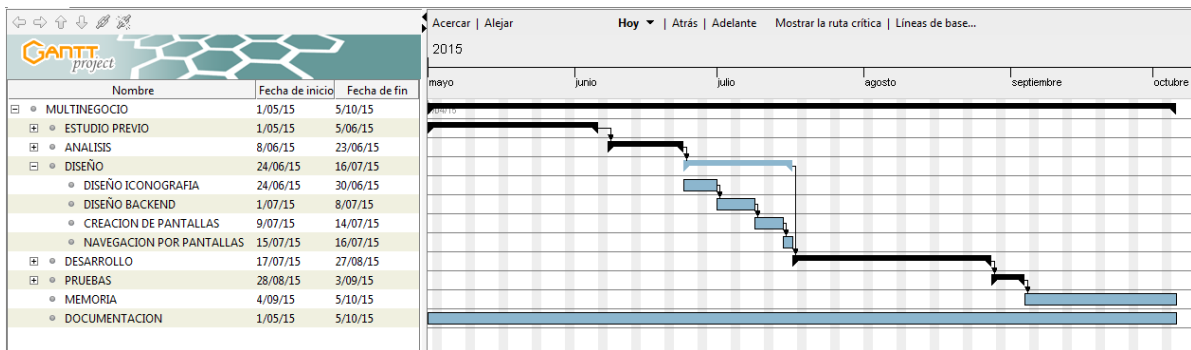 Acercar | Alejar Hoy | Atrás | Adelante Mostrar la ruta crítica | Líneas de base...
GANTT
project
2015
mayo junio julio agosto septiembre octubre
Nombre Fecha de inicio Fecha de fin
MULTINEGOCIO 1/05/15 5/10/15
ESTUDIO PREVIO 1/05/15 5/06/15
ANALISIS 8/06/15 23/06/15
DISEÑO 24/06/15 16/07/15
DISEÑO ICONOGRAFIA 24/06/15 30/06/15
DISEÑO BACKEND 1/07/15 8/07/15
CREACION DE PANTALLAS 9/07/15 14/07/15
NAVEGACION POR PANTALLAS 15/07/15 16/07/15
DESARROLLO 17/07/15 27/08/15
PRUEBAS 28/08/15 3/09/15
MEMORIA 4/09/15 5/10/15
DOCUMENTACION 1/05/15 5/10/15